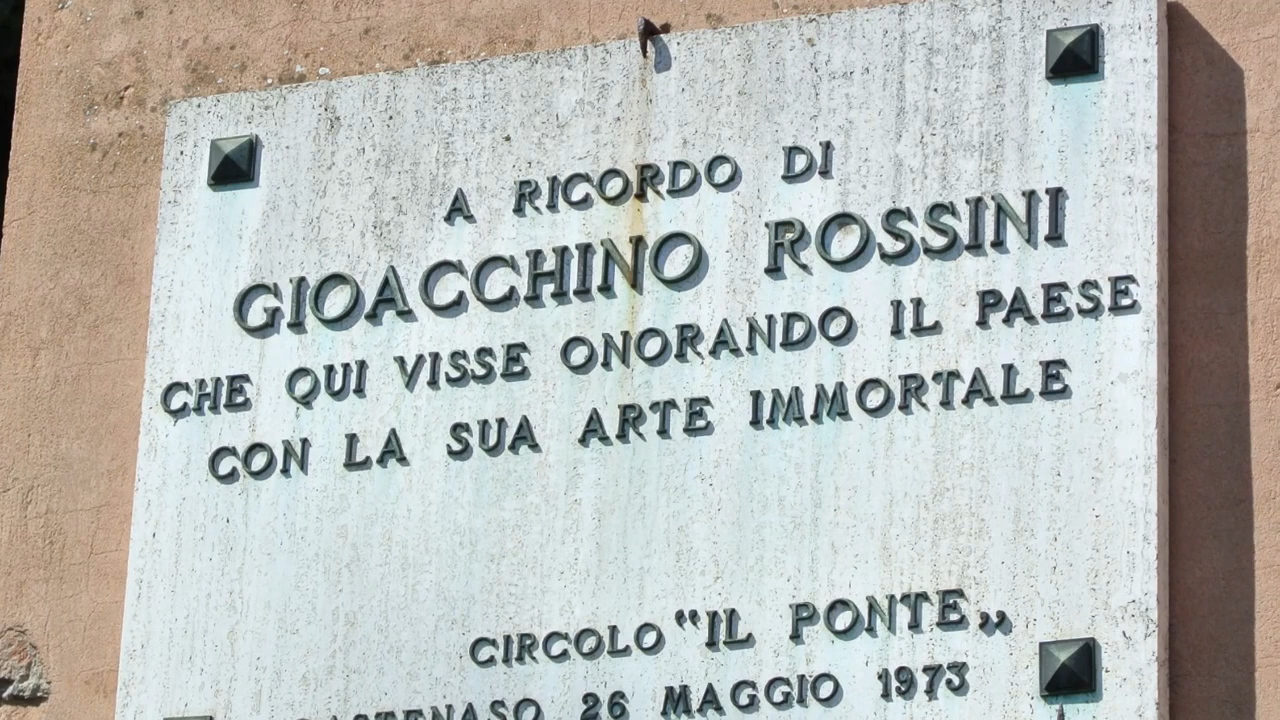 A RICORDO DI
GIOACCHINO ROSSINI
CHE QUI VISSE ONORANDO IL PAESE
CON LA SUA ARTE IMMORTALE
CIRCOLO "IL PONTE„
CASTENASO 26 MAGGIO 1973